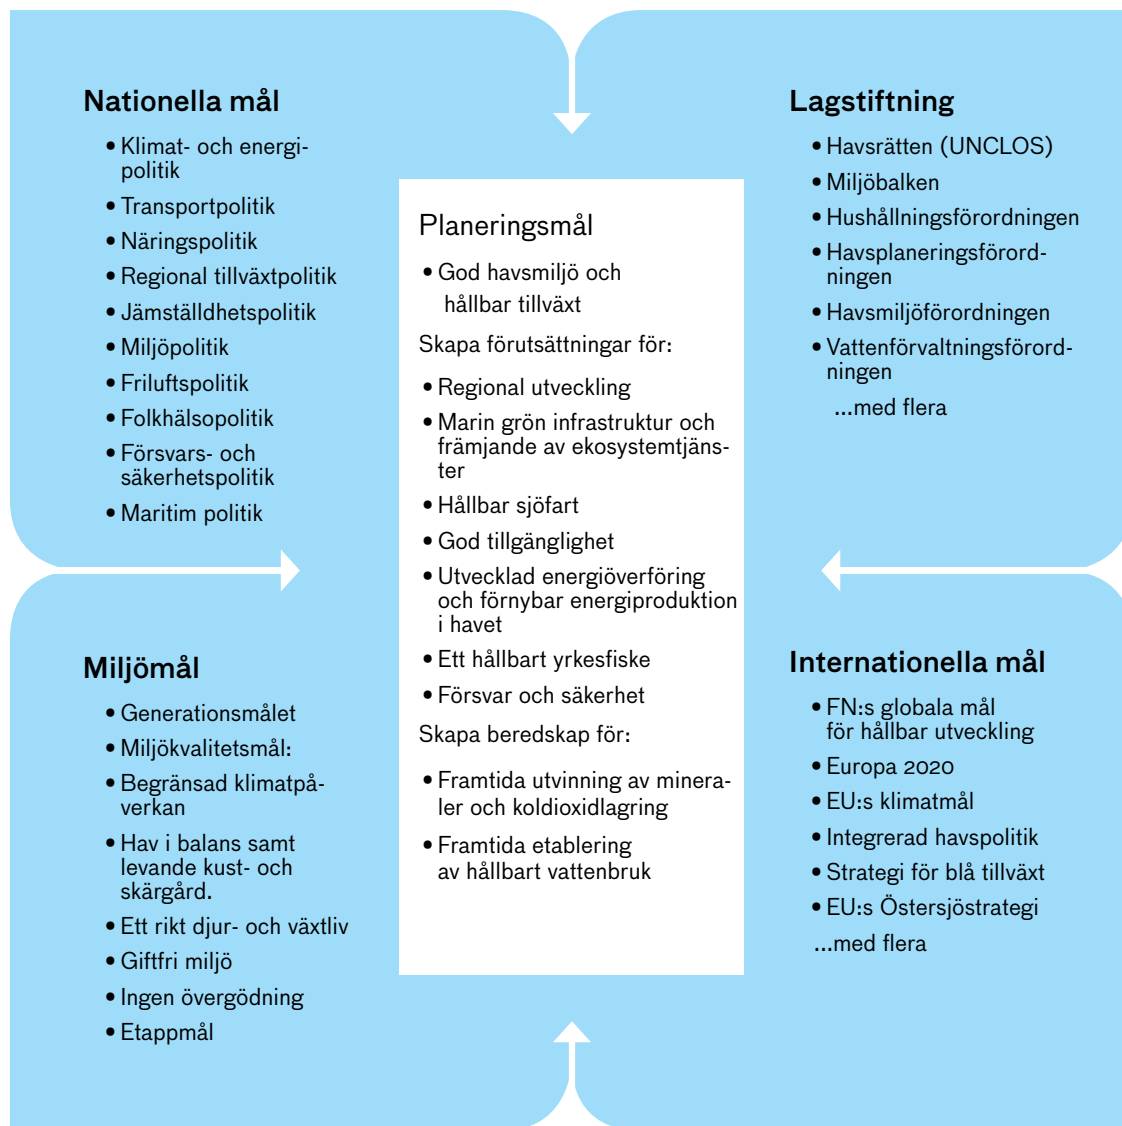 Nationella mål
• Klimat- och energi-
politik
• Transportpolitik
• Näringspolitik
• Regional tillväxtpolitik
• Jämställdhetspolitik
• Miljöpolitik
• Friluftspolitik
• Folkhälsopolitik
• Försvars- och
säkerhetspolitik
• Maritim politik
Lagstiftning
• Havsrätten (UNCLOS)
• Miljöbalken
• Hushållningsförordningen
• Havsplaneringsförord-
ningen
• Havsmiljöförordningen
• Vattenförvaltningsförord-
ningen
...med flera
Planeringsmål
• God havsmiljö och
hållbar tillväxt
Skapa förutsättningar för:
• Regional utveckling
• Marin grön infrastruktur och
främjande av ekosystemtjäns-
ter
• Hållbar sjöfart
• God tillgänglighet
• Utvecklad energiöverföring
och förnybar energiproduktion
i havet
• Ett hållbart yrkesfiske
• Försvar och säkerhet
Skapa beredskap för:
• Framtida utvinning av minera-
ler och koldioxidlagring
• Framtida etablering
av hållbart vattenbruk
Miljömål
• Generationsmålet
• Miljökvalitetsmål:
• Begränsad klimatpå-
verkan
• Hav i balans samt
levande kust- och
skärgård.
• Ett rikt djur- och växtliv
• Giftfri miljö
• Ingen övergödning
• Etappmål
Internationella mål
• FN:s globala mål
för hållbar utveckling
• Europa 2020
• EU:s klimatmål
• Integrerad havspolitik
• Strategi för blå tillväxt
• EU:s Östersjöstrategi
...med flera